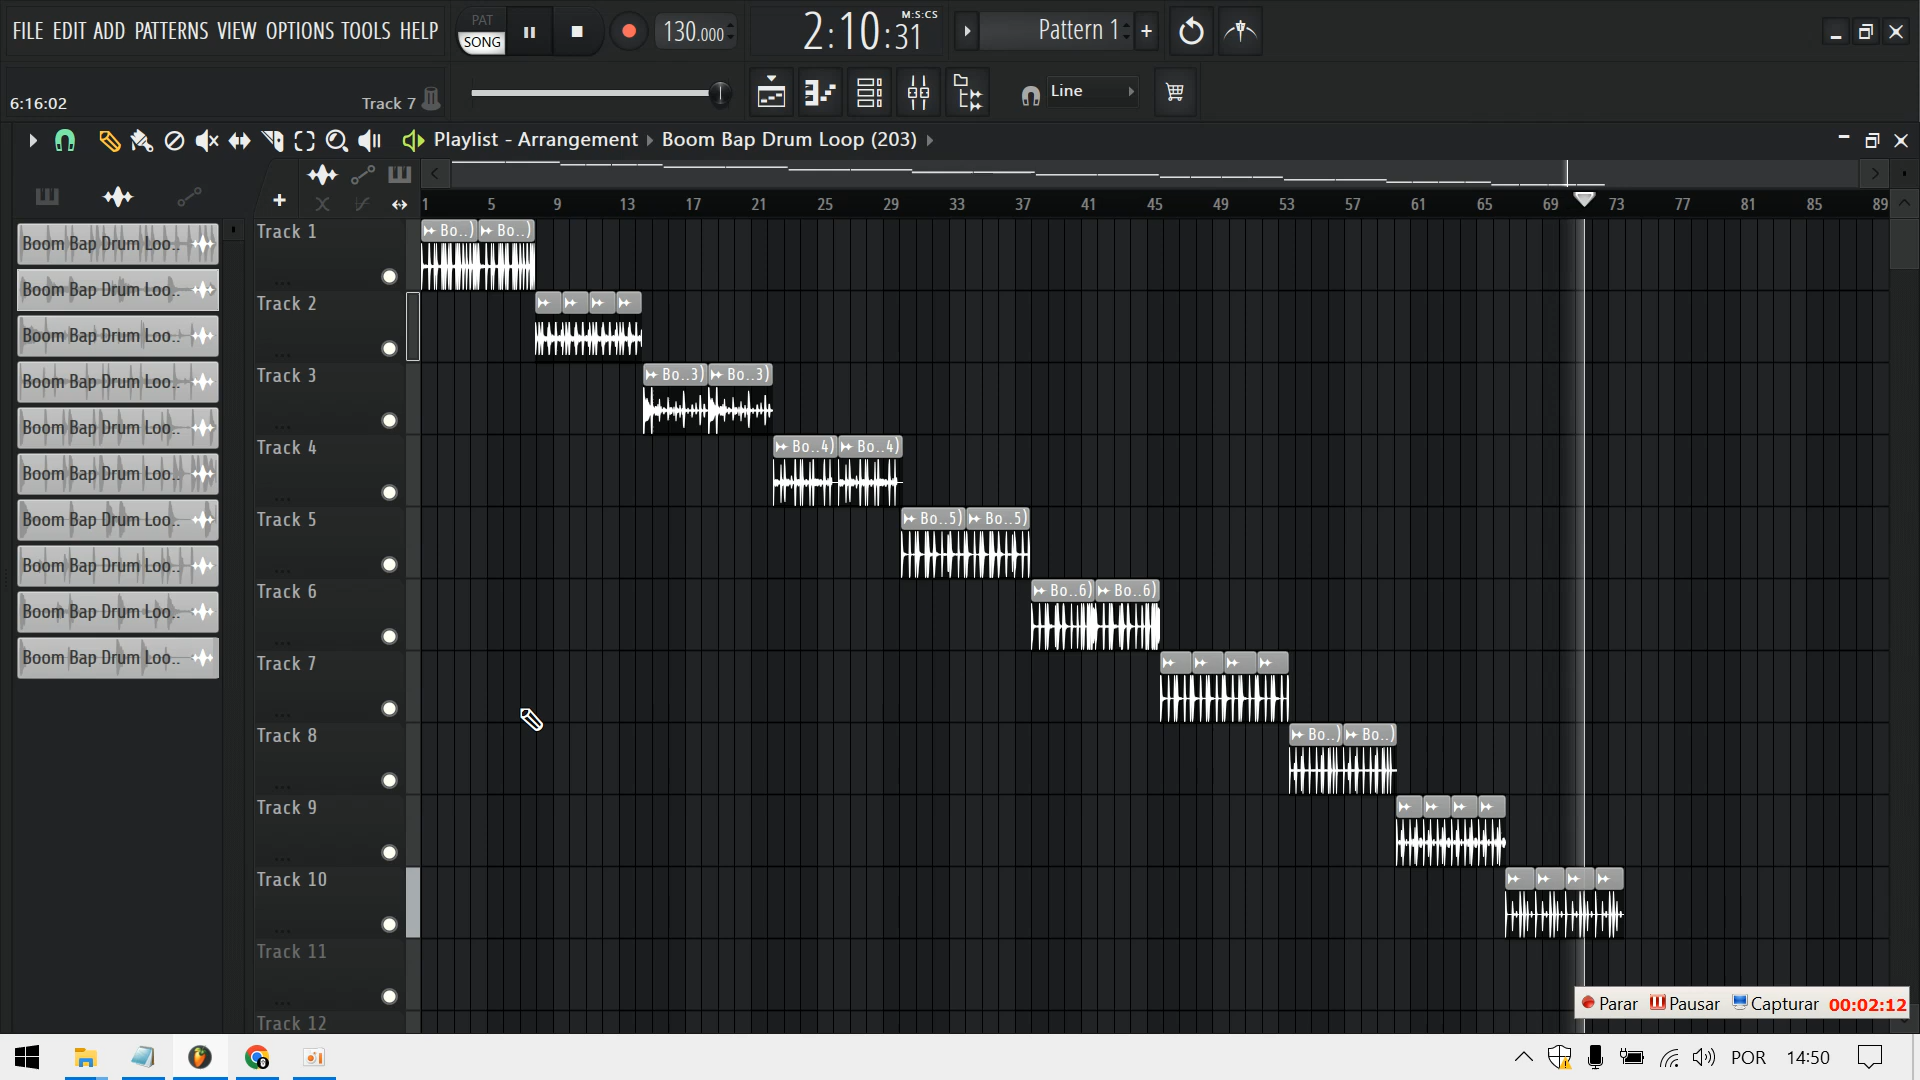 FILE EDIT ADD PATTERNS VIEW OPTIONS TOOLS HELP
PAT
SONG
130.000
M:S:CS
2:10:31
Pattern 1
+
6:16:02
Track 7
Line
Playlist - Arrangement Boom Bap Drum Loop (203)
1 5 9 13 17 21 25 29 33 37 41 45 49 53 57 61 65 69 73 77 81 85 89
Boom Bap Drum Loo..
Boom Bap Drum Loo..
Boom Bap Drum Loo..
Boom Bap Drum Loo..
Boom Bap Drum Loo..
Boom Bap Drum Loo..
Boom Bap Drum Loo..
Boom Bap Drum Loo..
Boom Bap Drum Loo..
Boom Bap Drum Loo..
Track 1
Bo..) Bo..)
Track 2
Track 3
Bo..3) Bo..3)
Track 4
Bo..4) Bo..4)
Track 5
Bo..5) Bo..5)
Track 6
Bo..6) Bo..6)
Track 7
Track 8
Bo..) Bo..)
Track 9
Track 10
Track 11
Track 12
Parar Pausar Capturar 00:02:12
POR 14:50